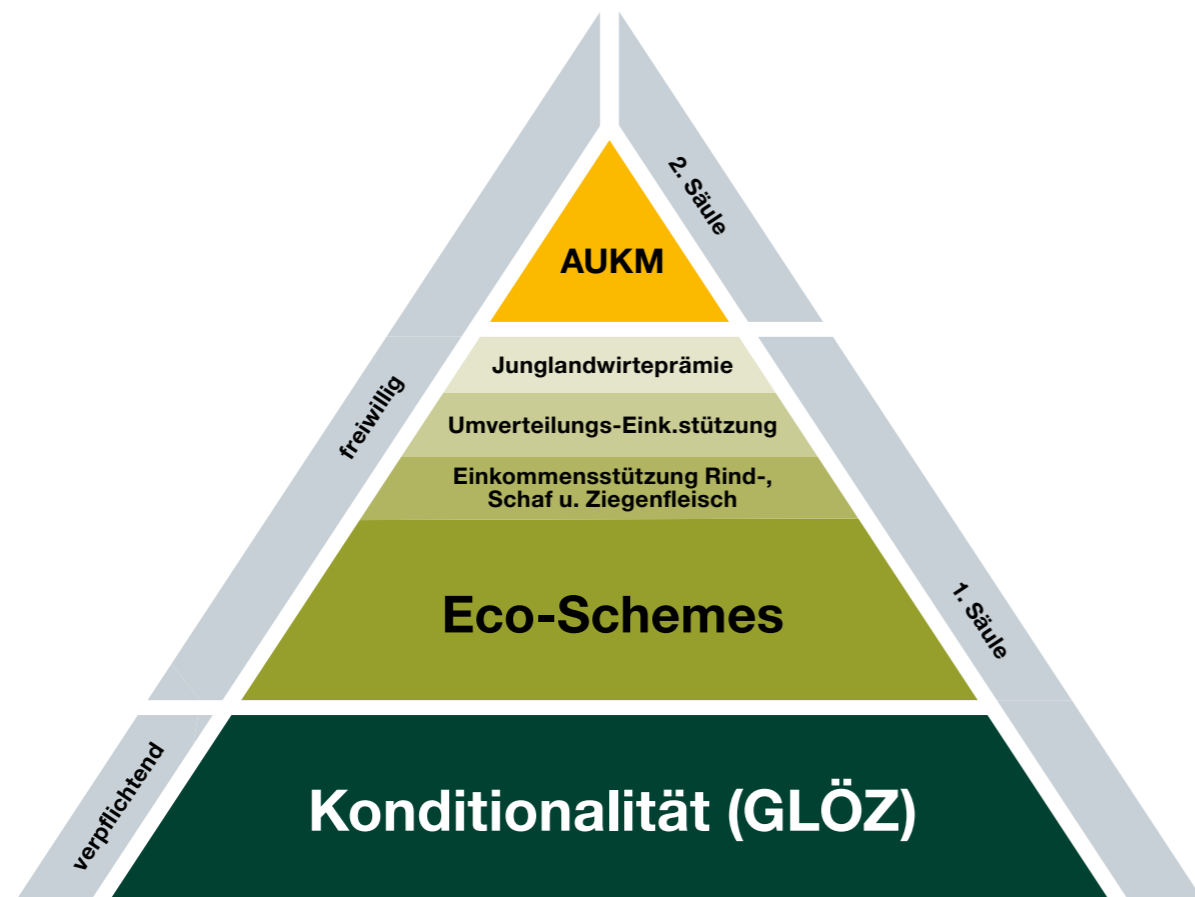 2. Säule
AUKM
Junglandwirteprämie
freiwillig
Umverteilungs-Eink.stützung
Einkommensstützung Rind-,
Schaf u. Ziegenfleisch
Eco-Schemes
1. Säule
verpflichtend
Konditionalität (GLÖZ)